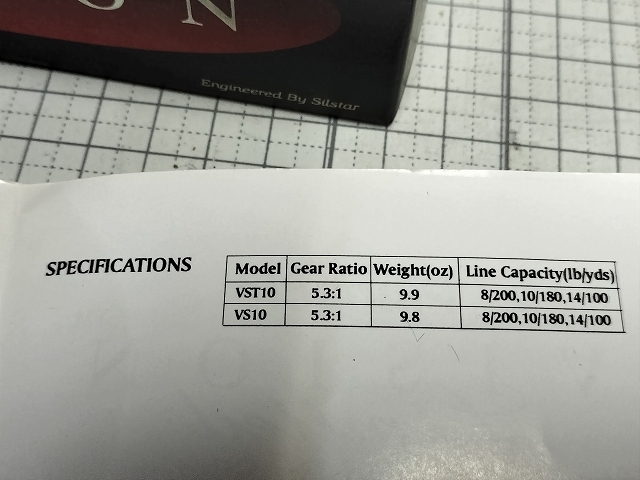 O N
Engineered By Silstar
SPECIFICATIONS
Model Gear Ratio Weight(oz) Line Capacity(lb/yds)
VST10 5.3:1 9.9 8/200,10/180,14/100
VS10 5.3:1 9.8 8/200,10/180,14/100